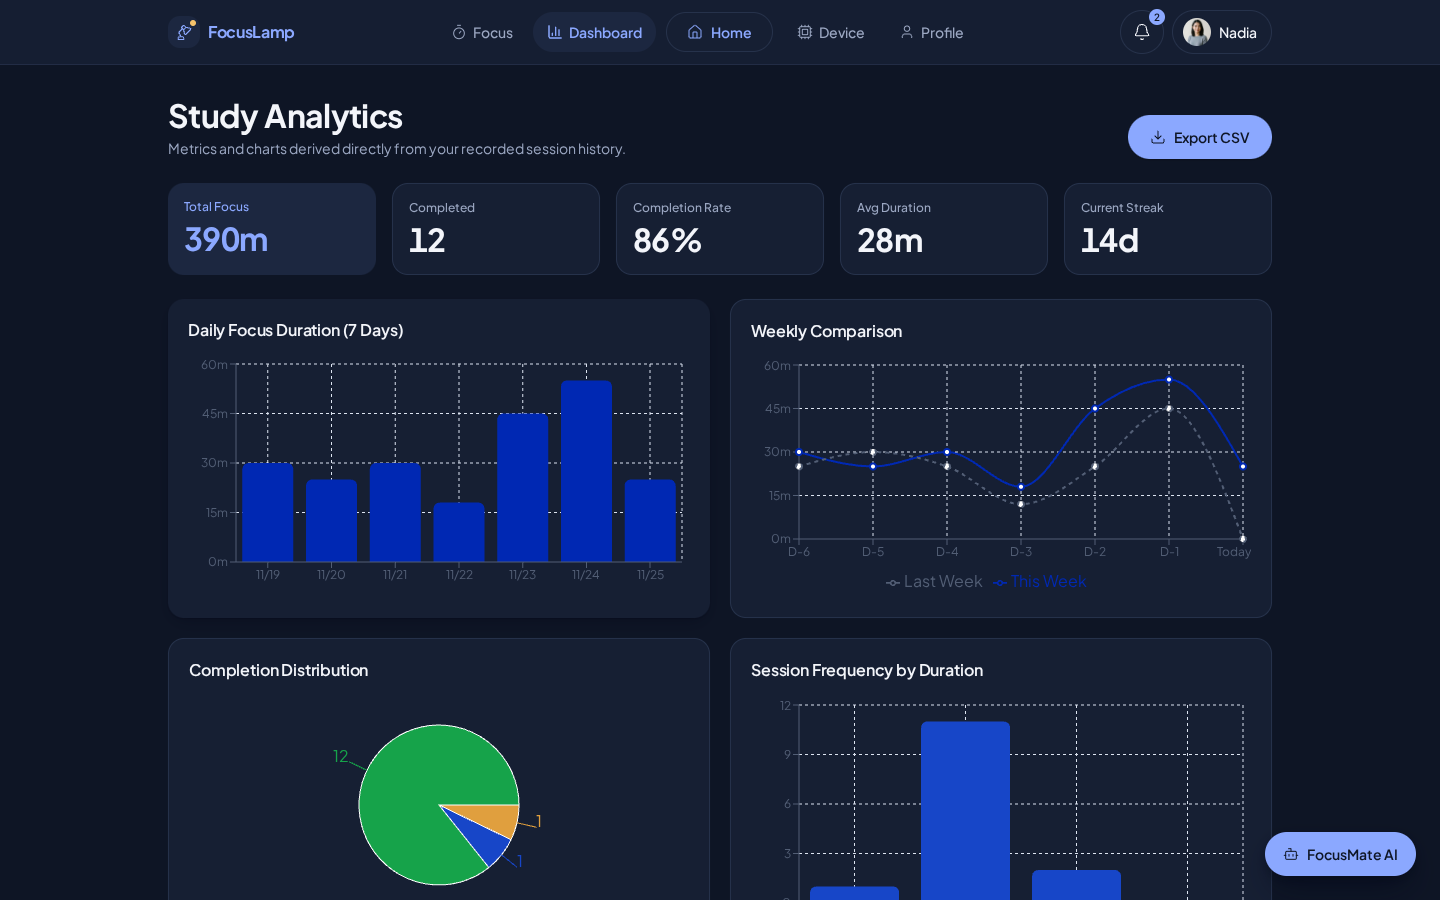 FocusLamp
Focus
Dashboard
Home
Device
Profile
2
Nadia
Study Analytics
Metrics and charts derived directly from your recorded session history.
Export CSV
Total Focus
390m
Completed
12
Completion Rate
86%
Avg Duration
28m
Current Streak
14d
Daily Focus Duration (7 Days)
60m
45m
30m
15m
0m
11/19 11/20 11/21 11/22 11/23 11/24 11/25
Weekly Comparison
60m
45m
30m
15m
0m
D-6 D-5 D-4 D-3 D-2 D-1 Today
Last Week This Week
Completion Distribution
12
1
1
Session Frequency by Duration
12
9
6
3
FocusMate AI